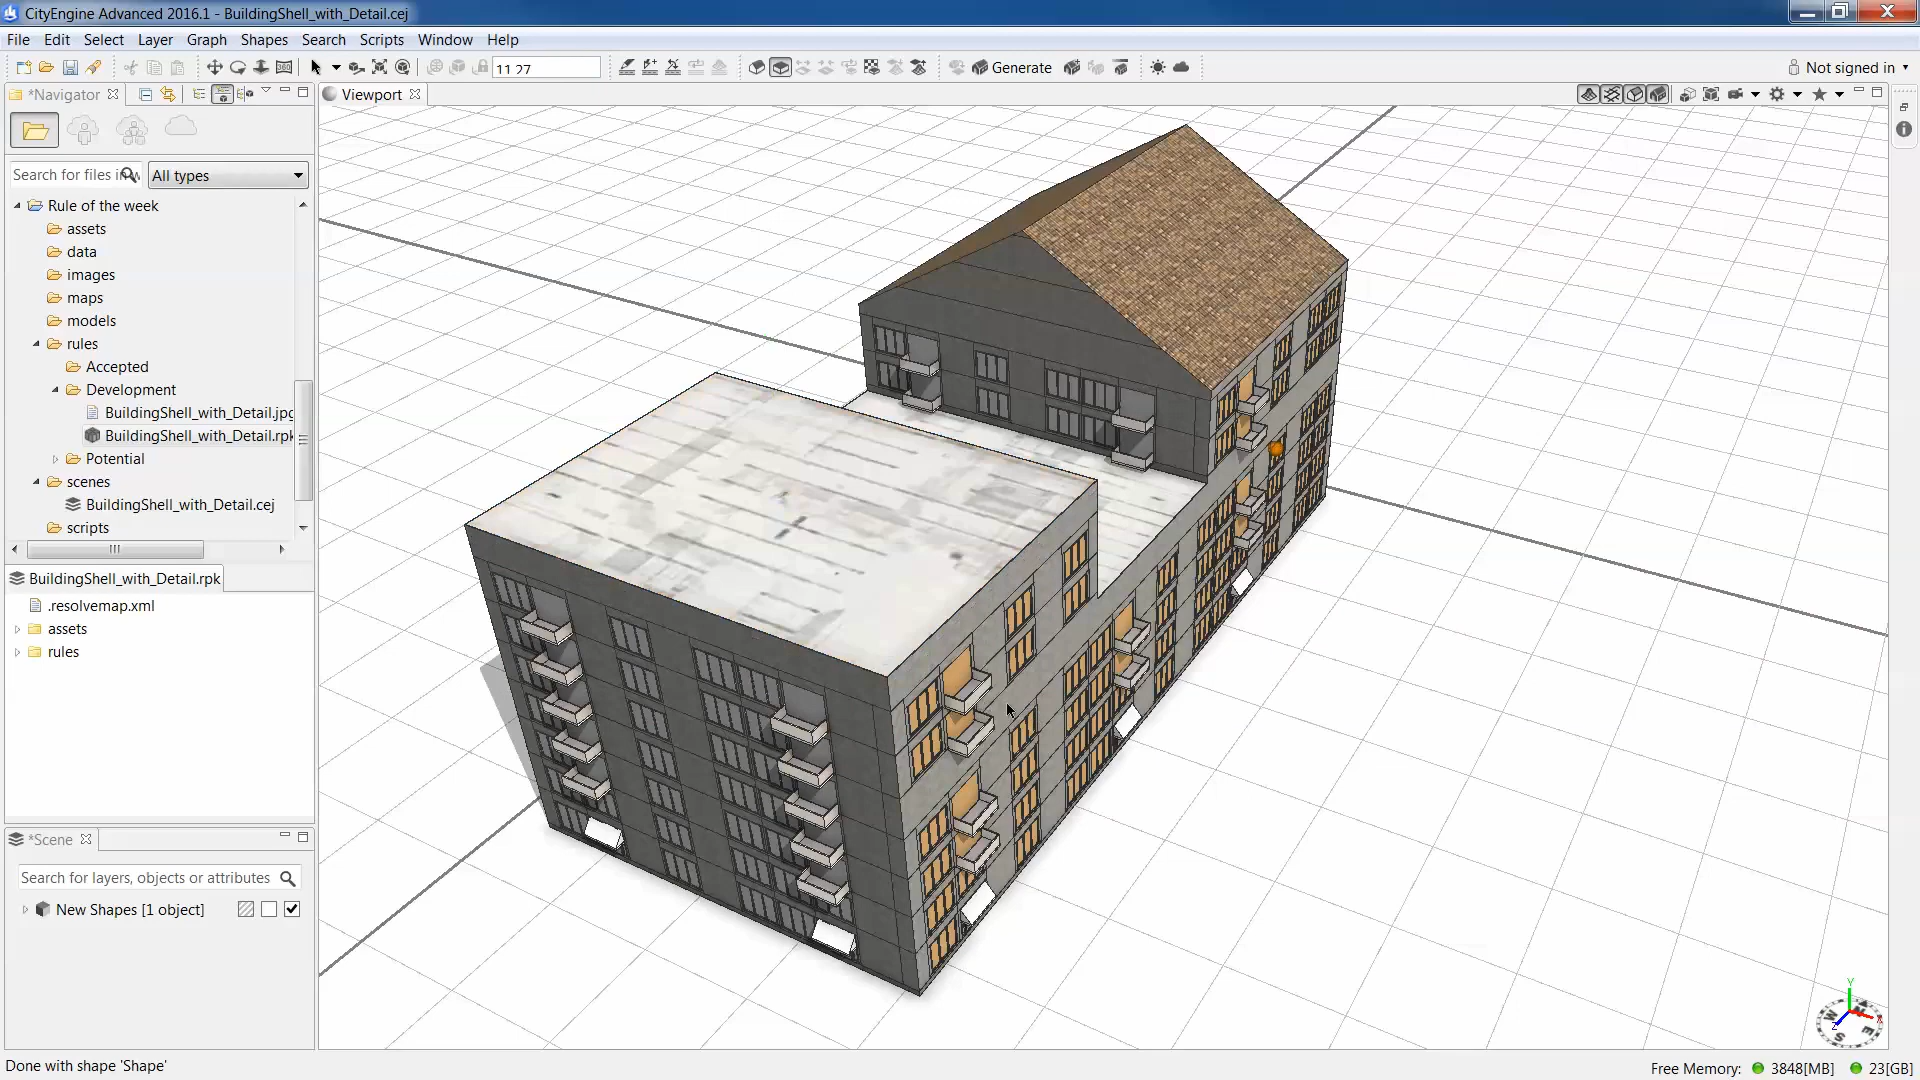 CityEngine Advanced 2016.1 - BuildingShell_with_Detail.cej
File Edit Select Layer Graph Shapes Search Scripts Window Help
11 27
Generate
Not signed in
*Navigator
Viewport
Search for files in
All types
Rule of the week
assets
data
images
maps
models
rules
Accepted
Development
BuildingShell_with_Detail.jpg
BuildingShell_with_Detail.rpk
Potential
scenes
BuildingShell_with_Detail.cej
scripts
BuildingShell_with_Detail.rpk
.resolvemap.xml
assets
rules
*Scene
Search for layers, objects or attributes
New Shapes [1 object]
Y
X
Z
N
W
E
S
Done with shape 'Shape'
Free Memory: 3848[MB] 23[GB]